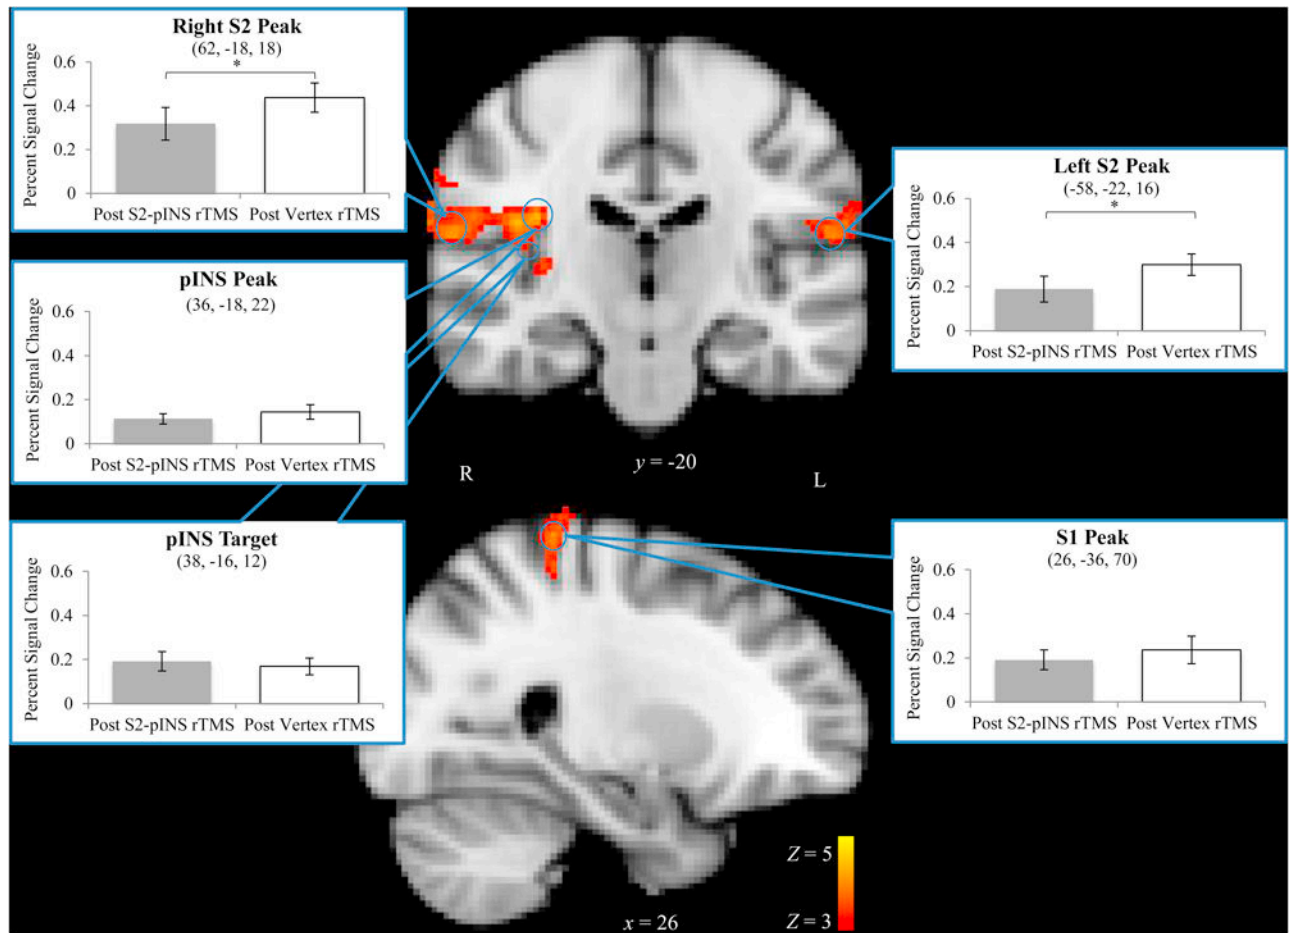 Right S2 Peak
(62, -18, 18)
*
Percent Signal Change
0.6
0.4
0.2
0
Post S2-pINS rTMS Post Vertex rTMS
pINS Peak
(36, -18, 22)
Percent Signal Change
0.6
0.4
0.2
0
Post S2-pINS rTMS Post Vertex rTMS
pINS Target
(38, -16, 12)
Percent Signal Change
0.6
0.4
0.2
0
Post S2-pINS rTMS Post Vertex rTMS
Left S2 Peak
(-58, -22, 16)
*
Percent Signal Change
0.6
0.4
0.2
0
Post S2-pINS rTMS Post Vertex rTMS
S1 Peak
(26, -36, 70)
Percent Signal Change
0.6
0.4
0.2
0
Post S2-pINS rTMS Post Vertex rTMS
y = -20
R
L
Z = 5
Z = 3
x = 26